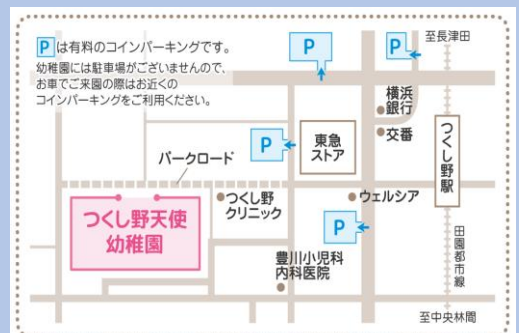 Pは有料のコインパーキングです。
幼稚園には駐車場がございませんので、
お車でご来園の際はお近くの
コインパーキングをご利用ください。
P
P
至長津田
横浜
銀行
交番
P
東急
ストア
つくし野駅
パークロード
つくし野天使
幼稚園
つくし野
クリニック
ウェルシア
P
豊川小児科
内科医院
田園都市線
至中央林間